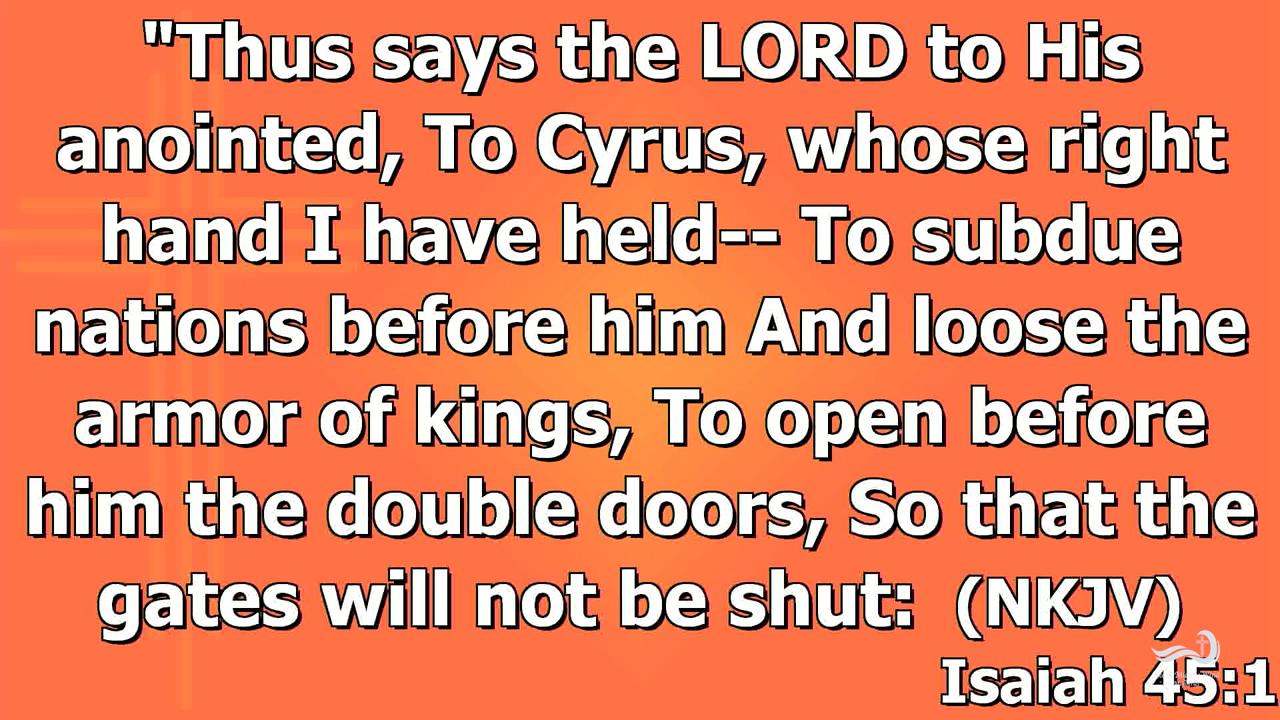 "Thus says the LORD to His
anointed, To Cyrus, whose right
hand I have held-- To subdue
nations before him And loose the
armor of kings, To open before
him the double doors, So that the
gates will not be shut:  (NKJV)
Isaiah 45:1